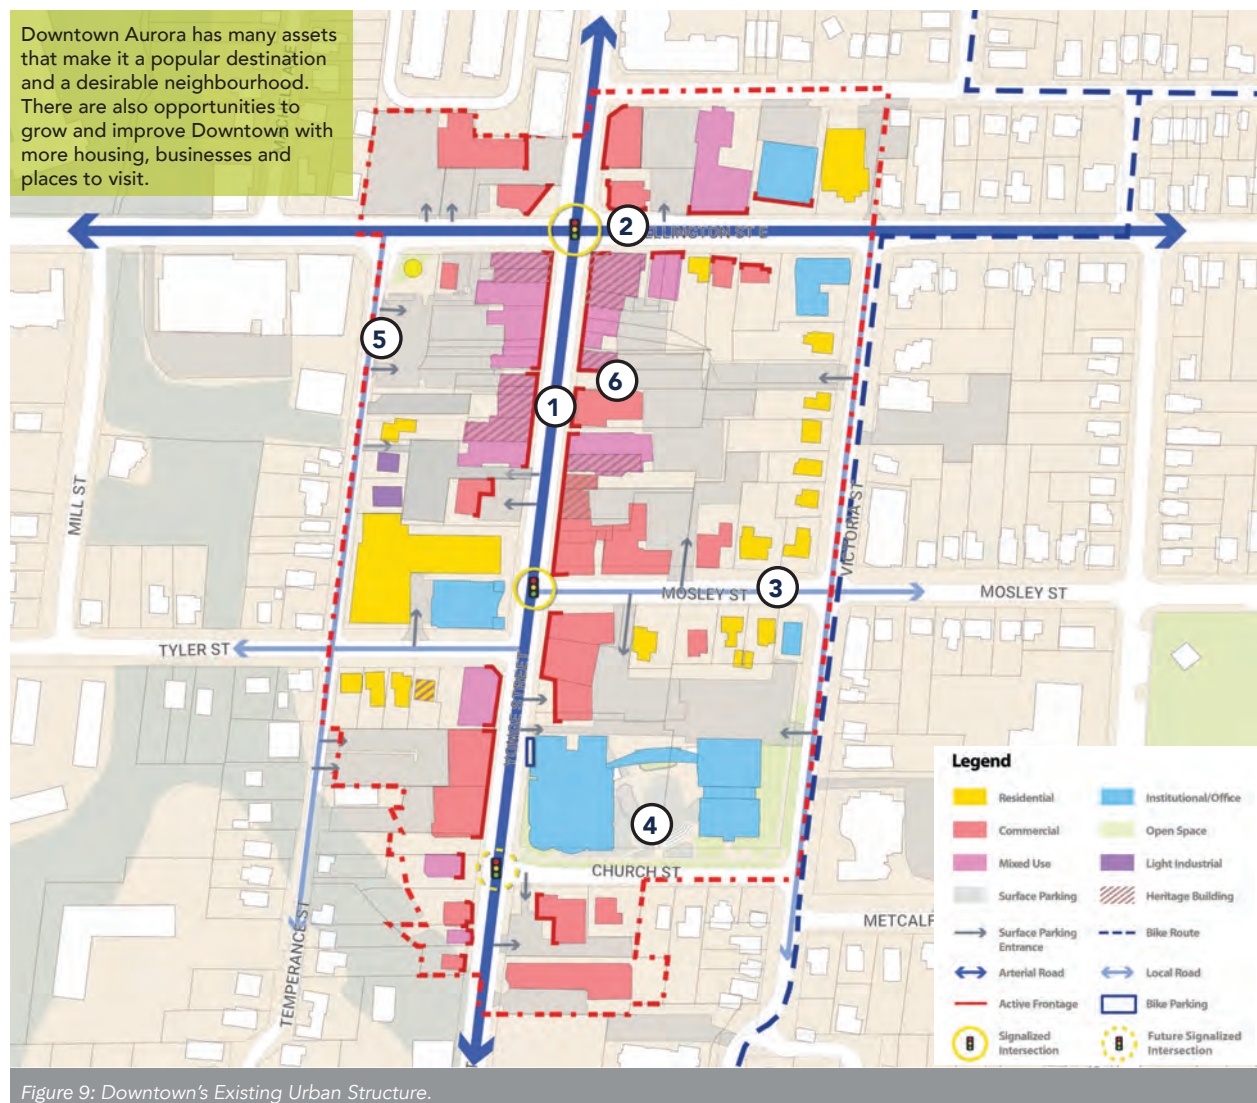 Downtown Aurora has many assets
that make it a popular destination
and a desirable neighbourhood.
There are also opportunities to
grow and improve Downtown with
more housing, businesses and
places to visit.
2
ELLINGTON ST E
5
6
1
MILL ST
VICTORIA ST
3
MOSLEY ST
MOSLEY ST
TYLER ST
YONGE STREET
4
CHURCH ST
METCALF
TEMPERANCE ST
Legend
Residential
Institutional/Office
Commercial
Open Space
Mixed Use
Light Industrial
Surface Parking
Heritage Building
Surface Parking
Entrance
Bike Route
Arterial Road
Local Road
Active Frontage
Bike Parking
Signalized
Intersection
Future Signalized
Intersection
Figure 9: Downtown's Existing Urban Structure.